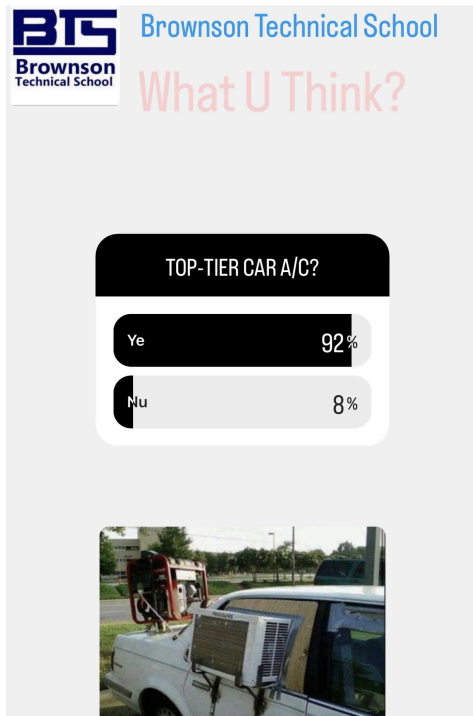 BTS
Brownson
Technical School
Brownson Technical School
What U Think?
TOP-TIER CAR A/C?
Ye 92%
Nu 8%